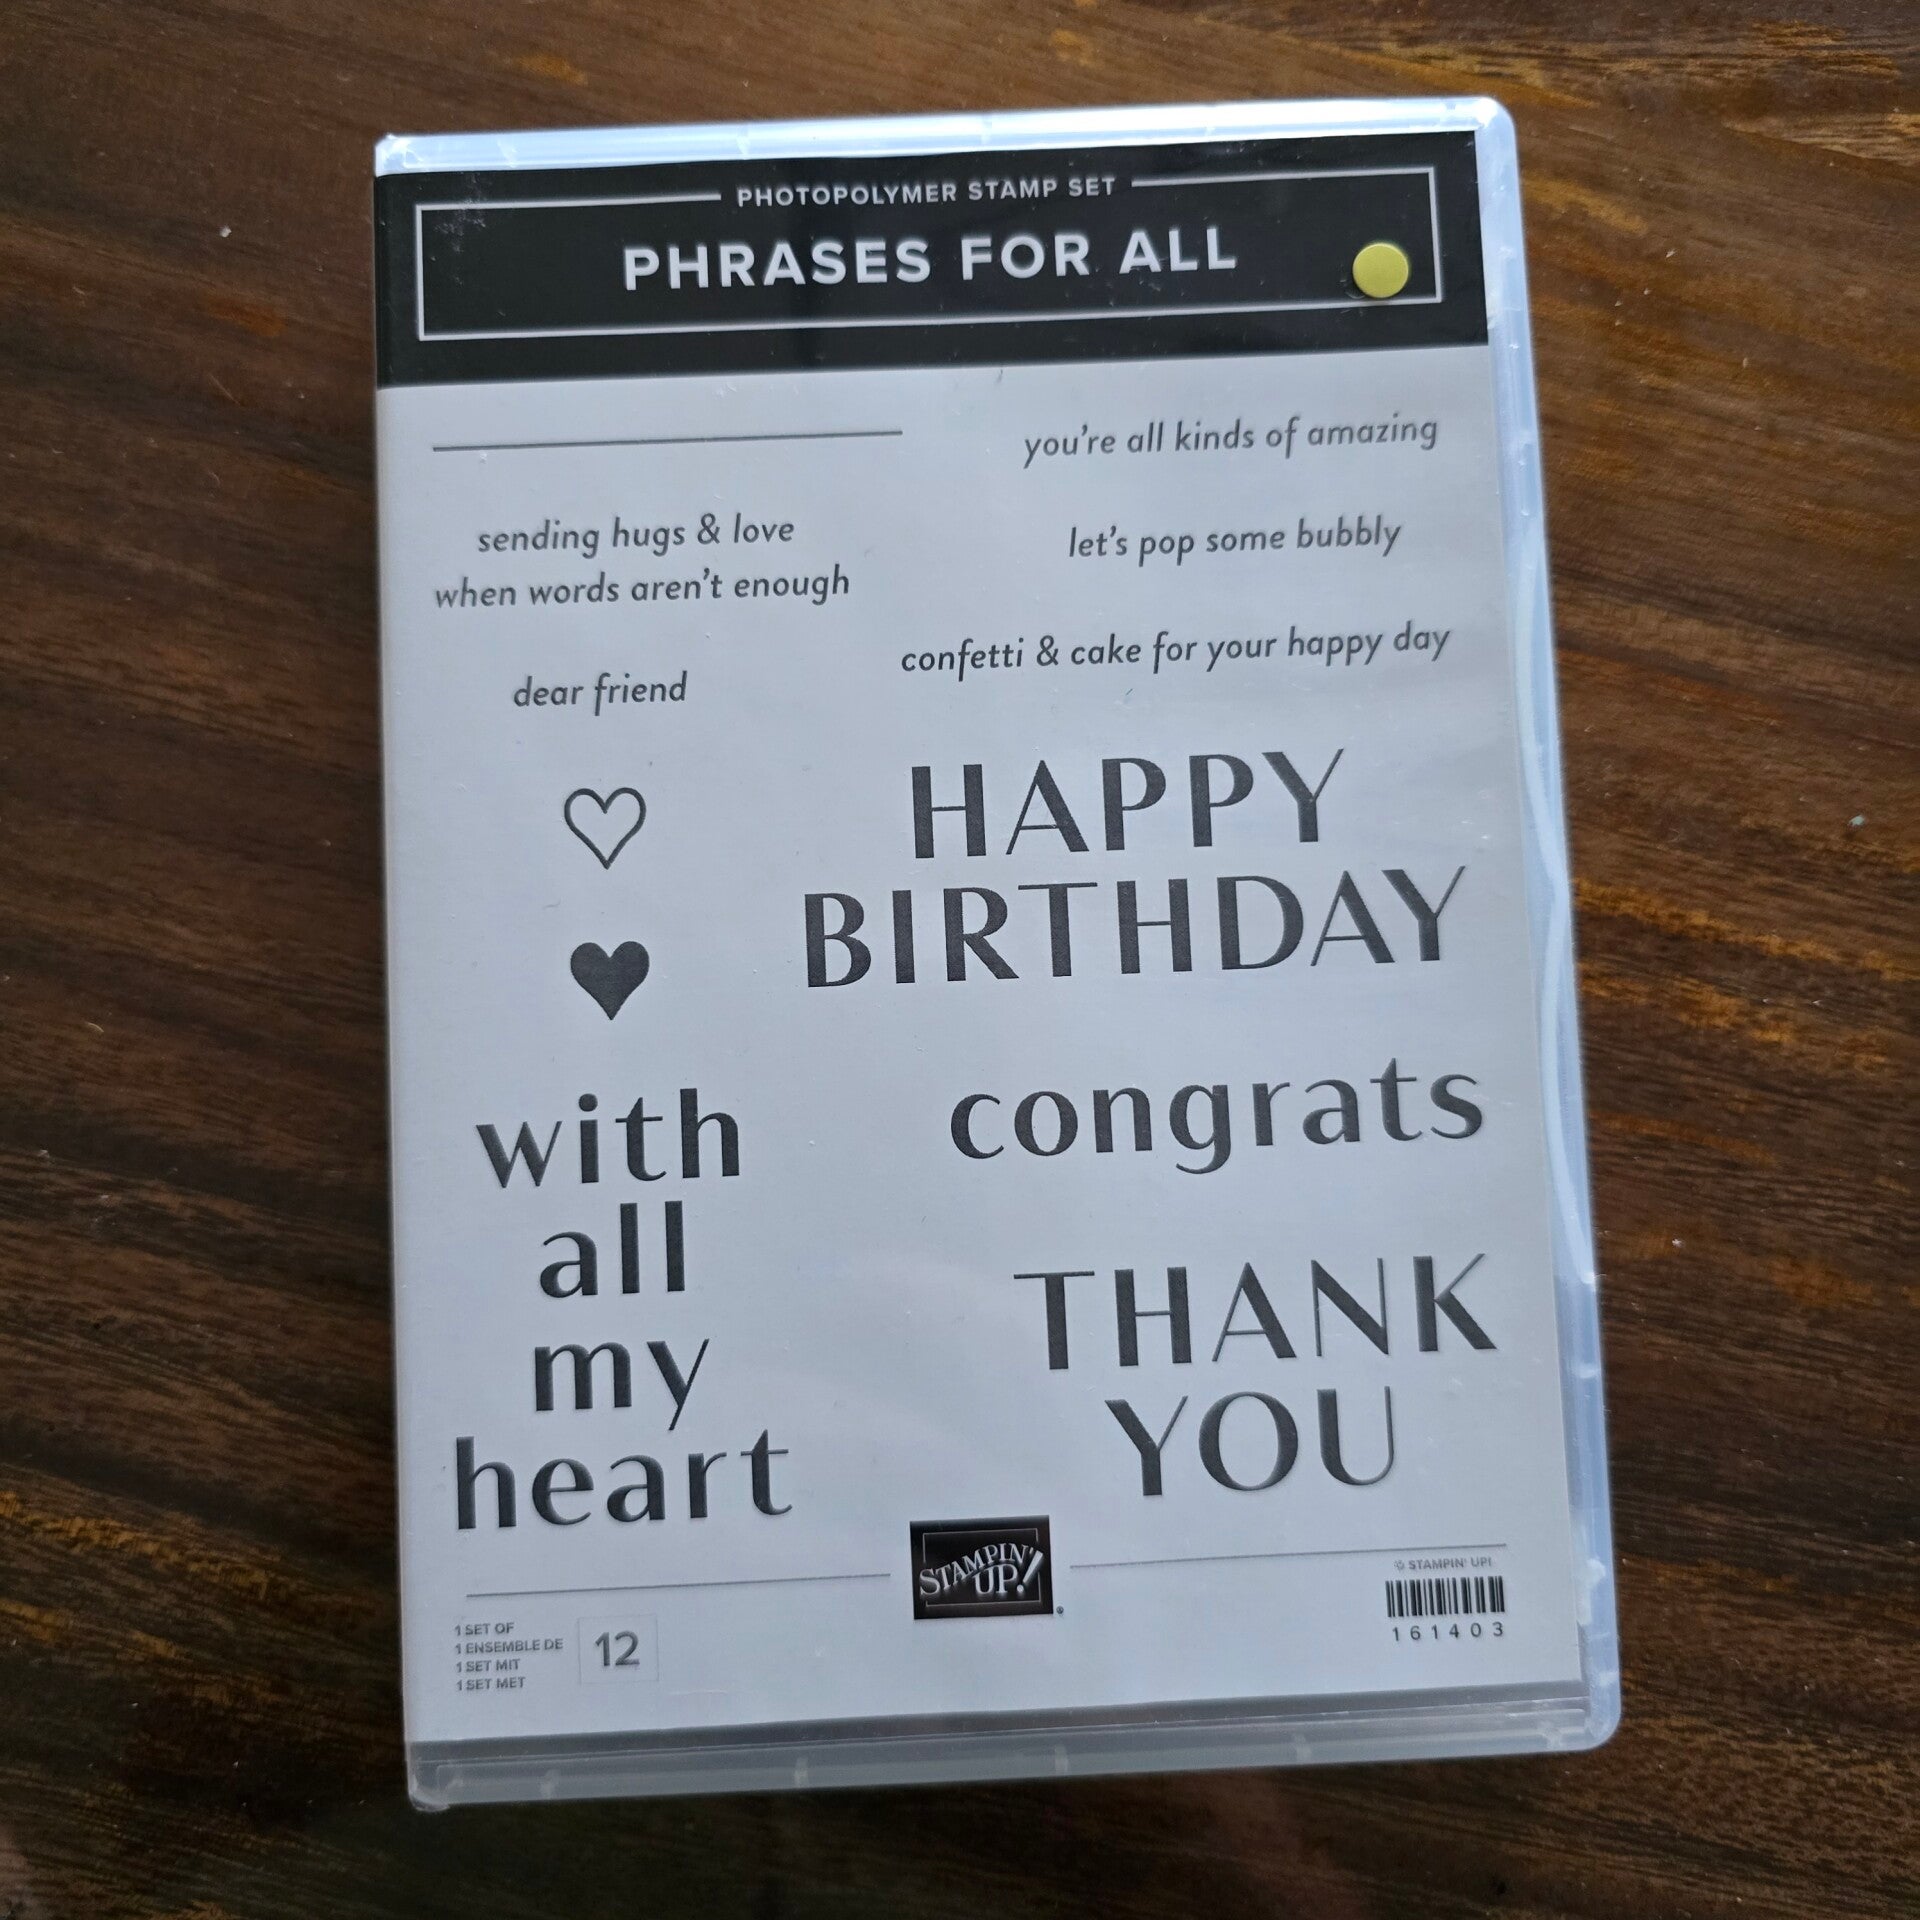 PHOTOPOLYMER STAMP SET
PHRASES FOR ALL
you're all kinds of amazing
sending hugs & love
when words aren't enough
let's pop some bubbly
confetti & cake for your happy day
dear friend
HAPPY
BIRTHDAY
with
all
my
heart
congrats
THANK
YOU
STAMPIN'
UP!
®
1 SET OF
1 ENSEMBLE DE
1 SET MIT
1 SET MET
12
© STAMPIN' UP!
161403